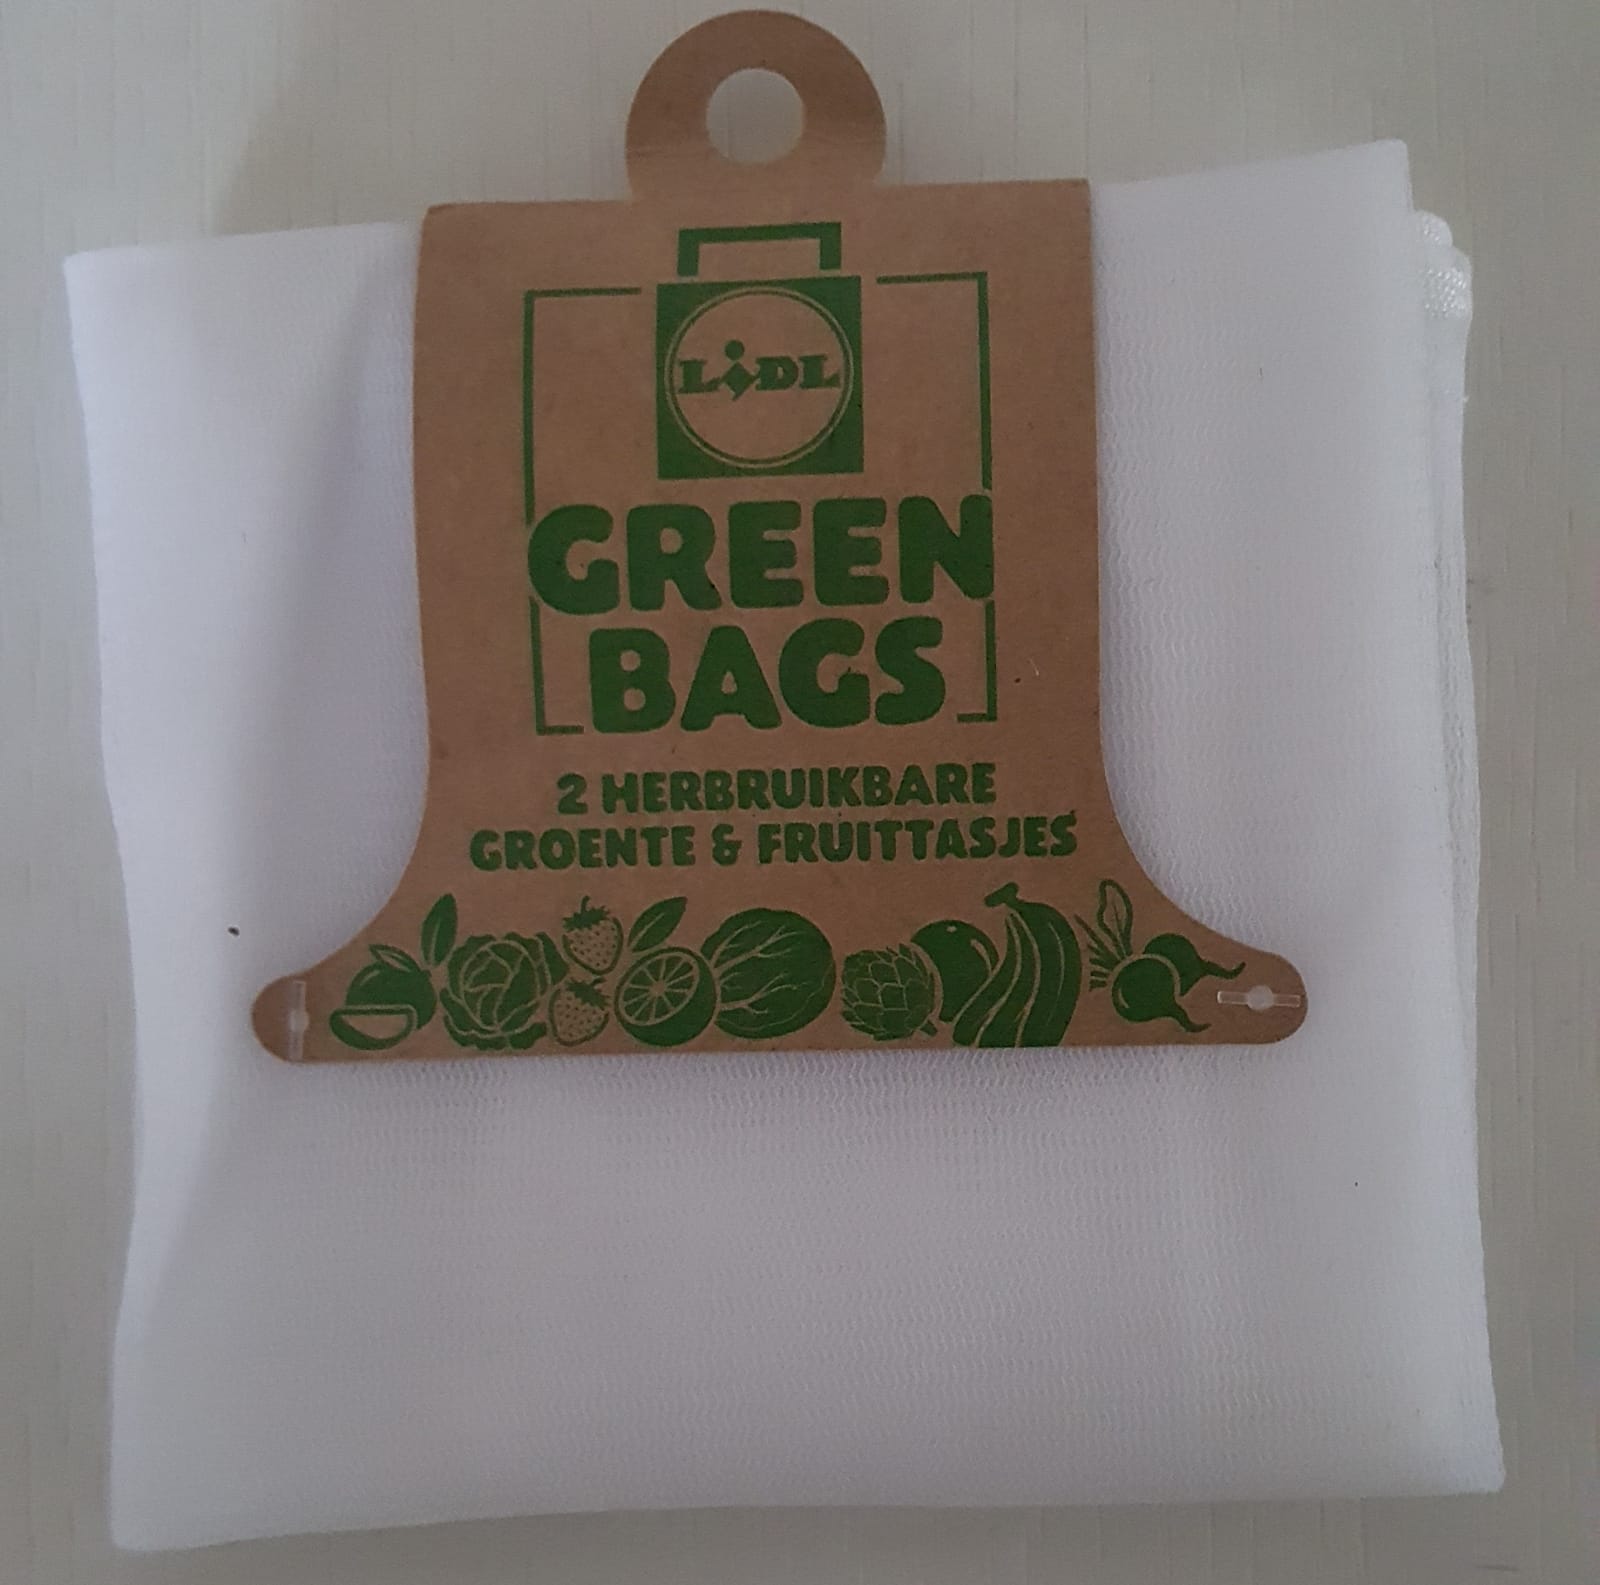 LIDL
GREEN
BAGS
2 HERBRUIKBARE
GROENTE & FRUITTASJES